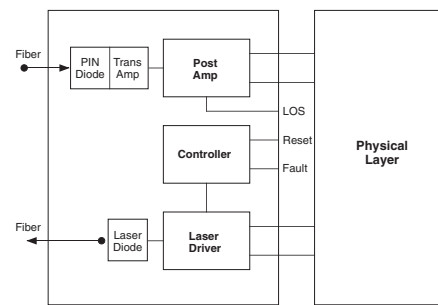 Fiber
PIN
Diode
Trans
Amp
Post
Amp
LOS
Reset
Controller
Fault
Physical
Layer
Fiber
Laser
Diode
Laser
Driver